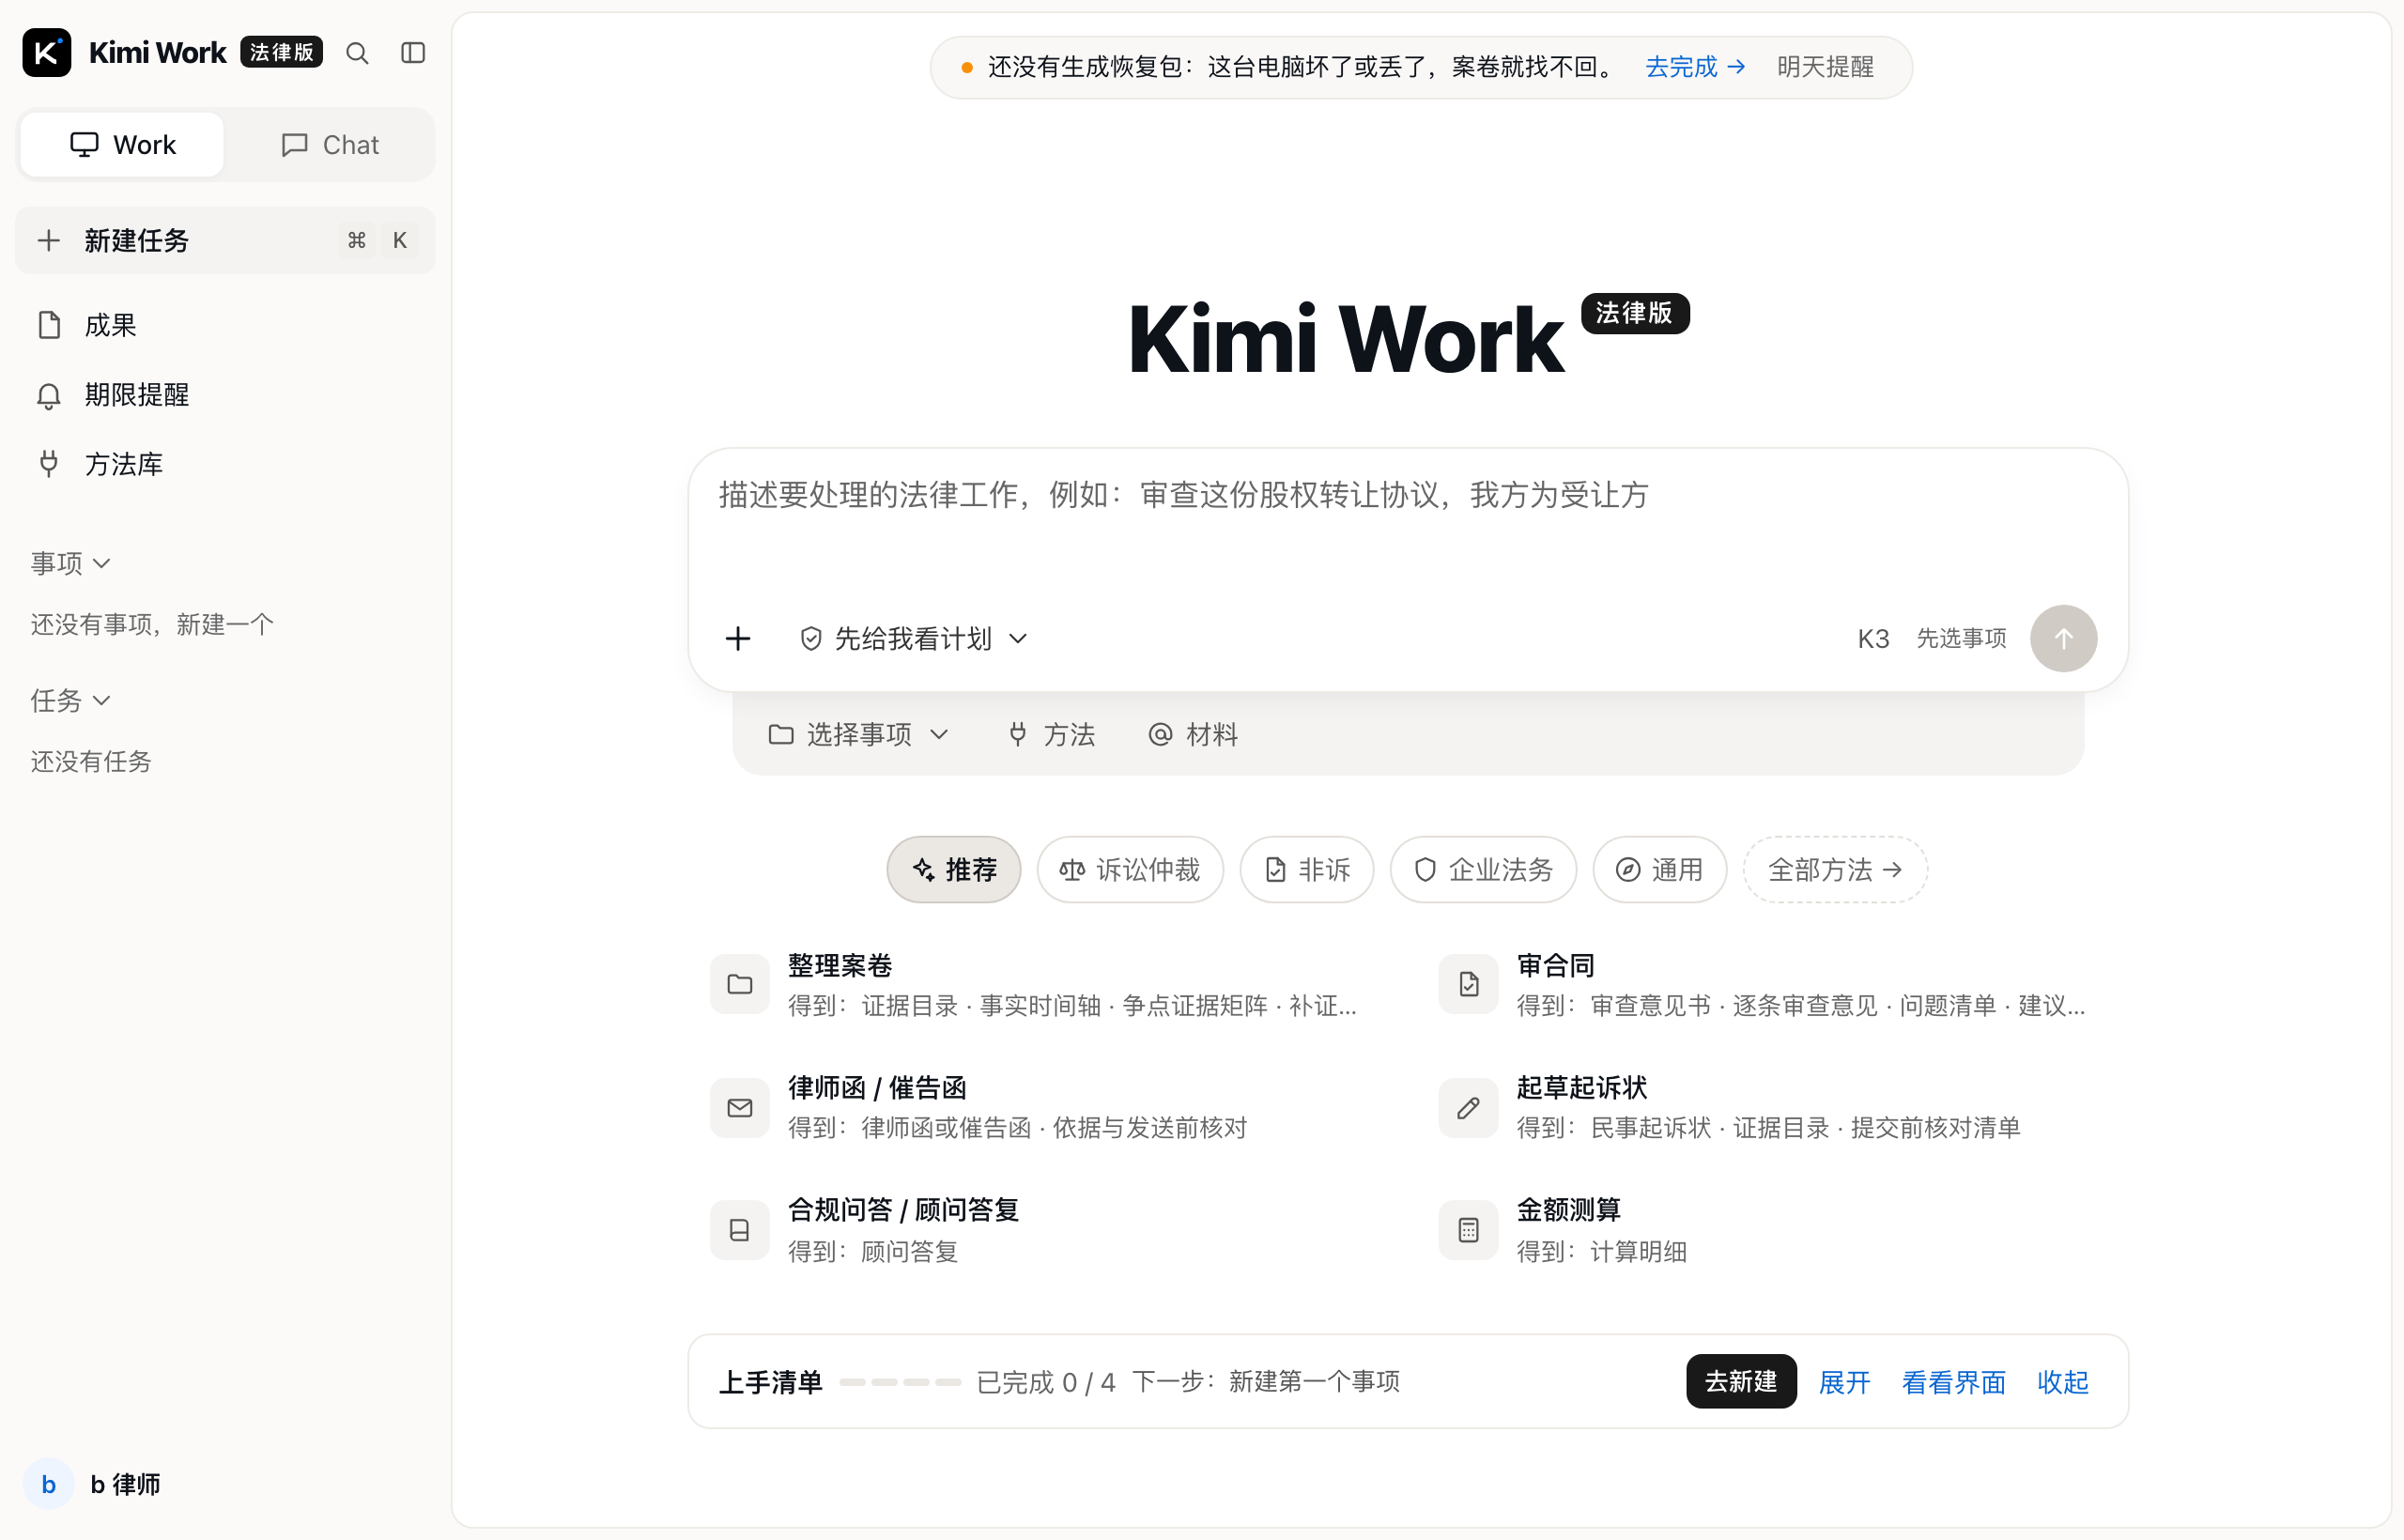 Kimi Work 法律版
Work
Chat
新建任务 ⌘ K
成果
期限提醒
方法库
事项
还没有事项，新建一个
任务
还没有任务
b b 律师
还没有生成恢复包：这台电脑坏了或丢了，案卷就找不回。 去完成 → 明天提醒
Kimi Work 法律版
描述要处理的法律工作，例如：审查这份股权转让协议，我方为受让方
先给我看计划
K3 先选事项
选择事项 方法 材料
推荐 诉讼仲裁 非诉 企业法务 通用 全部方法 →
整理案卷
得到：证据目录 · 事实时间轴 · 争点证据矩阵 · 补证...
审合同
得到：审查意见书 · 逐条审查意见 · 问题清单 · 建议...
律师函 / 催告函
得到：律师函或催告函 · 依据与发送前核对
起草起诉状
得到：民事起诉状 · 证据目录 · 提交前核对清单
合规问答 / 顾问答复
得到：顾问答复
金额测算
得到：计算明细
上手清单 已完成 0 / 4 下一步：新建第一个事项 去新建 展开 看看界面 收起